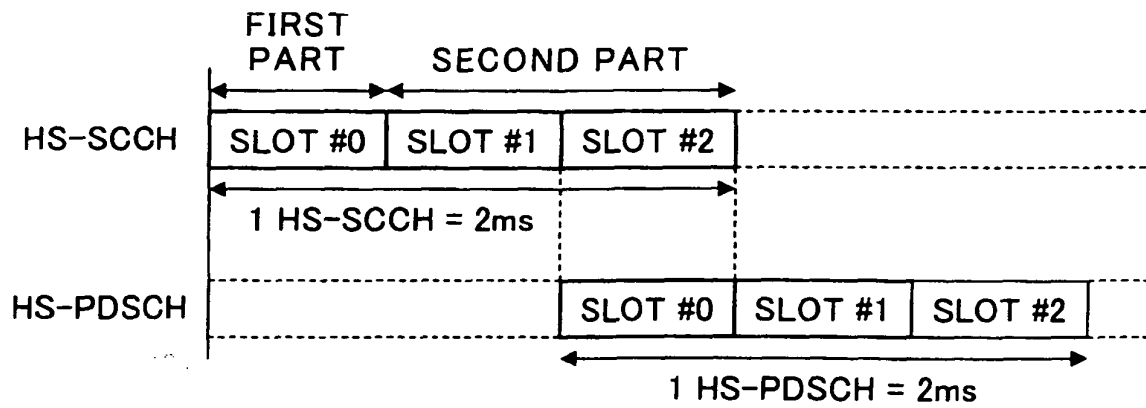 FIRST
PART
SECOND PART
HS-SCCH
SLOT #0
SLOT #1
SLOT #2
1 HS-SCCH = 2ms
HS-PDSCH
SLOT #0
SLOT #1
SLOT #2
1 HS-PDSCH = 2ms